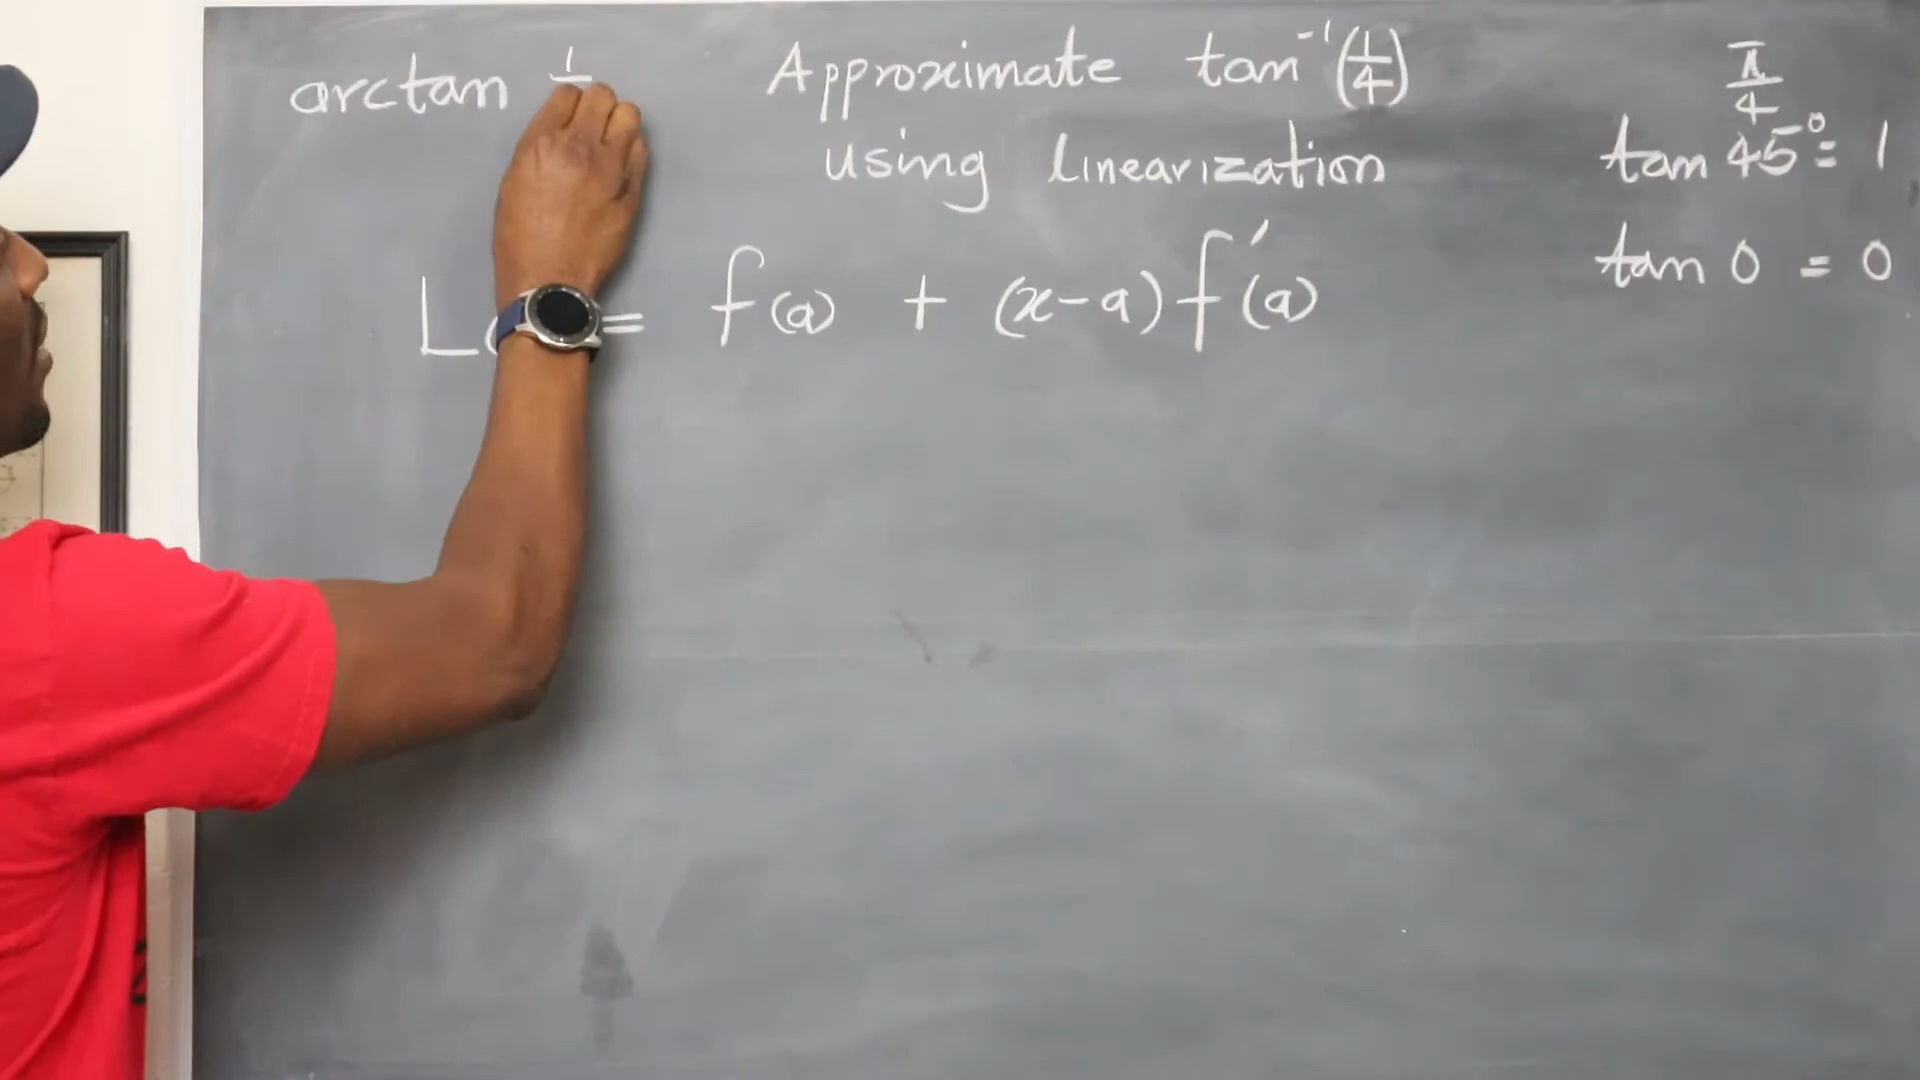 arctan 1
Approximate tan⁻¹(1/4)
using linearization
L( = f(a) + (x-a) f'(a)
π/4
tan 45° = 1
tan 0 = 0